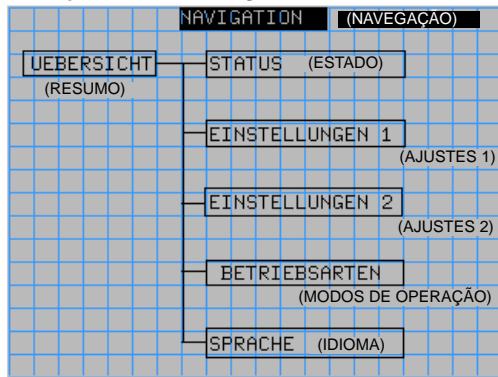 NAVIGATION (NAVEGAÇÃO)
UEBERSICHT STATUS (ESTADO)
(RESUMO)
EINSTELLUNGEN 1
(AJUSTES 1)
EINSTELLUNGEN 2
(AJUSTES 2)
BETRIEBSARTEN
(MODOS DE OPERAÇÃO)
SPRACHE (IDIOMA)